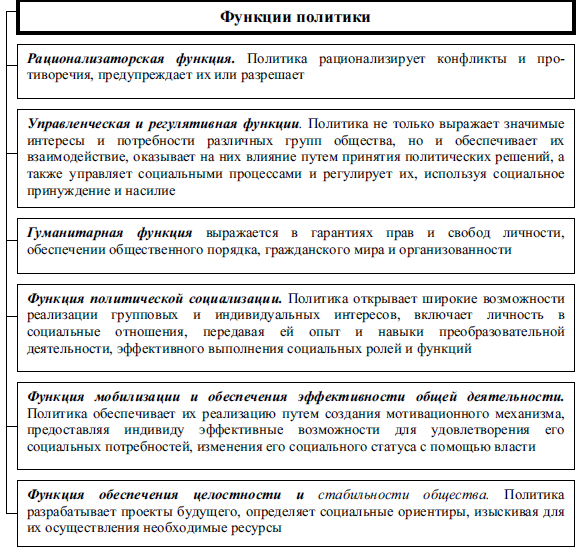 Функции политики
Рационализаторская функция. Политика рационализирует конфликты и про-
тиворечия, предупреждает их или разрешает
Управленческая и регулятивная функции. Политика не только выражает значимые
интересы и потребности различных групп общества, но и обеспечивает их
взаимодействие, оказывает на них влияние путем принятия политических решений, а
также управляет социальными процессами и регулирует их, используя социальное
принуждение и насилие
Гуманитарная функция выражается в гарантиях прав и свобод личности,
обеспечении общественного порядка, гражданского мира и организованности
Функция политической социализации. Политика открывает широкие возможности
реализации групповых и индивидуальных интересов, включает личность в
социальные отношения, передавая ей опыт и навыки преобразовательной
деятельности, эффективного выполнения социальных ролей и функций
Функция мобилизации и обеспечения эффективности общей деятельности.
Политика обеспечивает их реализацию путем создания мотивационного механизма,
предоставляя индивиду эффективные возможности для удовлетворения его
социальных потребностей, изменения его социального статуса с помощью власти
Функция обеспечения целостности и стабильности общества. Политика
разрабатывает проекты будущего, определяет социальные ориентиры, изыскивая для
их осуществления необходимые ресурсы